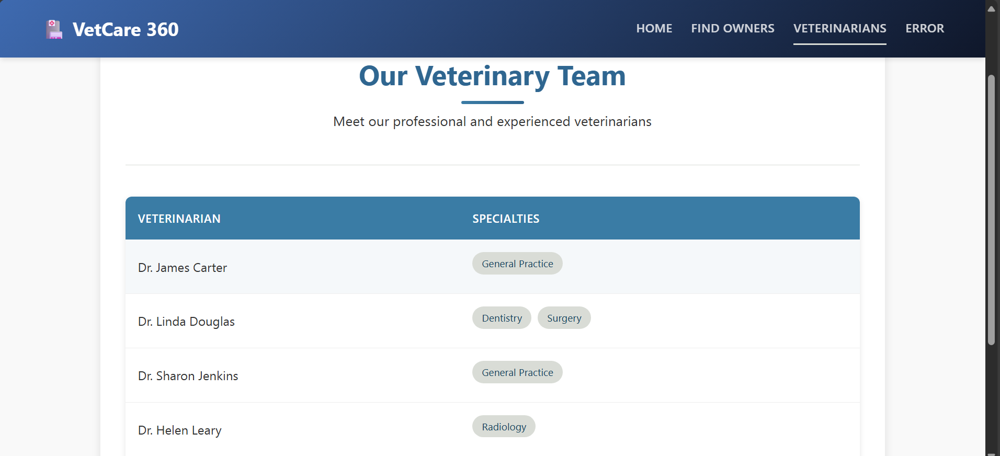 VetCare 360
HOME FIND OWNERS VETERINARIANS ERROR
Our Veterinary Team
Meet our professional and experienced veterinarians
VETERINARIAN SPECIALTIES
Dr. James Carter General Practice
Dr. Linda Douglas Dentistry Surgery
Dr. Sharon Jenkins General Practice
Dr. Helen Leary Radiology